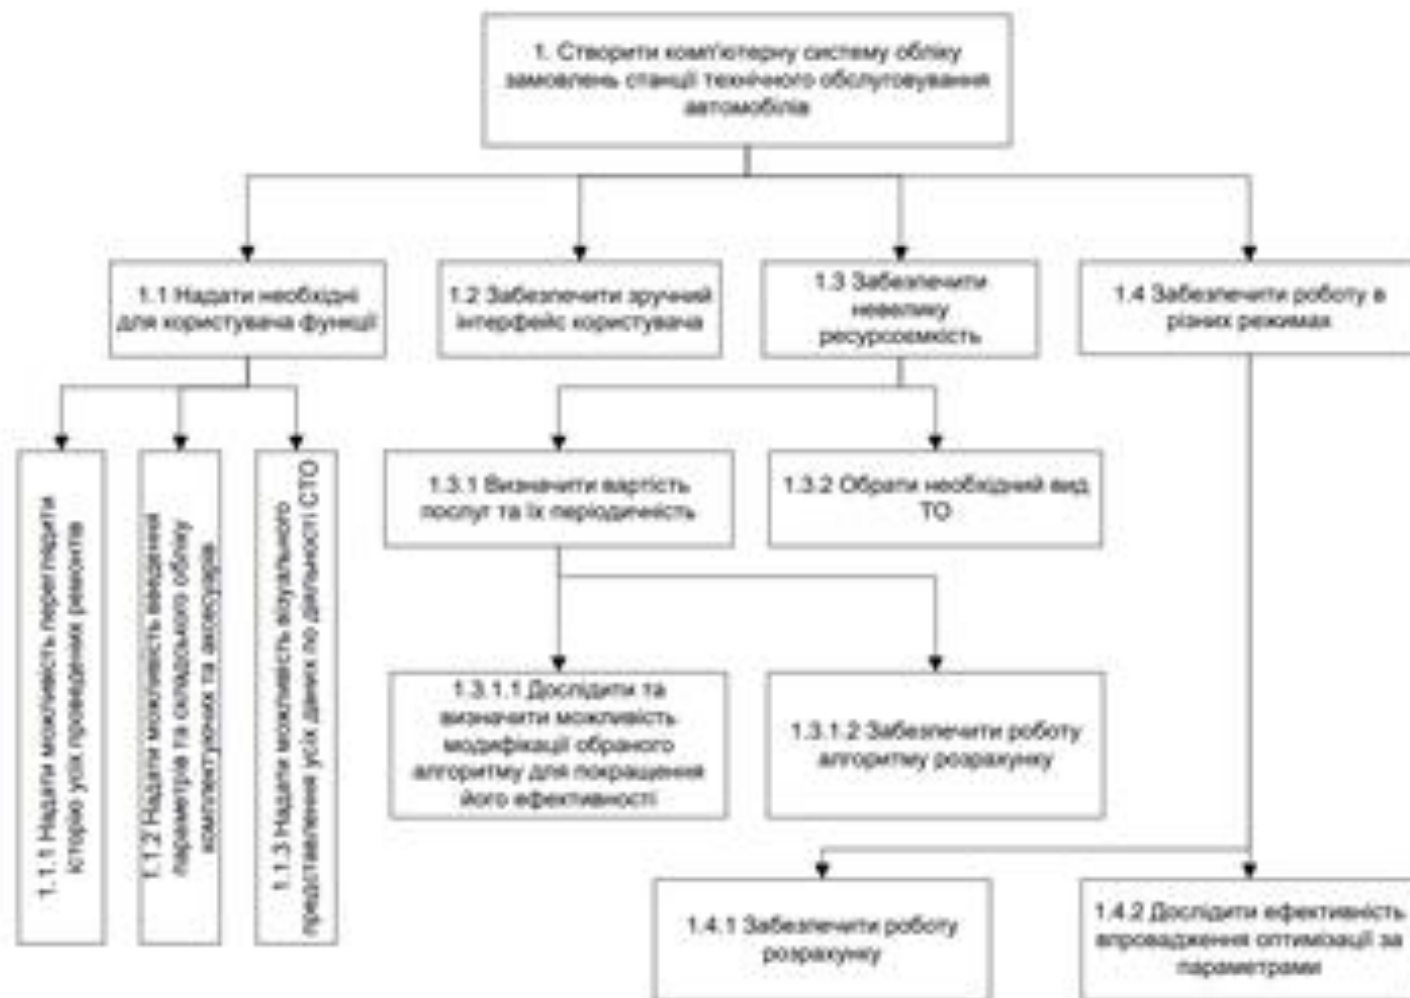 1. Створити комп'ютерну систему обліку
замовлень станції технічного обслуговування
автомобілів
1.1 Надати необхідні
для користувача функції
1.2 Забезпечити зручний
інтерфейс користувача
1.3 Забезпечити
невелику
ресурсоємкість
1.4 Забезпечити роботу в
різних режимах
1.1.1 Надати можливість переглядити
історію усіх проведених ремонтів
1.1.2 Надати можливість введення
параметрів та складського обліку
комплектуючих та аксесуарів
1.1.3 Надати можливість візуального
представлення усіх даних по діяльності СТО
1.3.1 Визначити вартість
послуг та їх періодичність
1.3.2 Обрати необхідний вид
ТО
1.3.1.1 Дослідити та
визначити можливість
модифікації обраного
алгоритму для покращення
його ефективності
1.3.1.2 Забезпечити роботу
алгоритму розрахунку
1.4.1 Забезпечити роботу
розрахунку
1.4.2 Дослідити ефективність
впровадження оптимізації за
параметрами